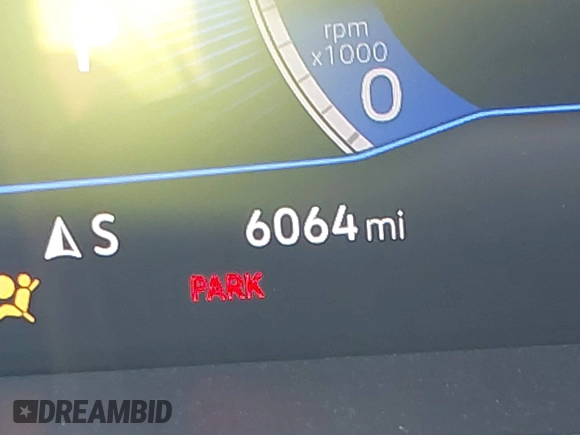 rpm
x1000
0
S
6064 mi
PARK
DREAMBID